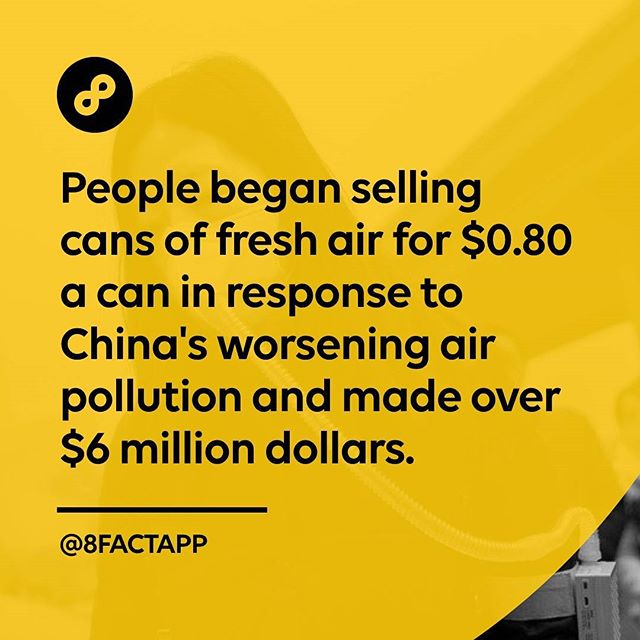 People began selling
cans of fresh air for $0.80
a can in response to
China's worsening air
pollution and made over
$6 million dollars.
@8FACTAPP